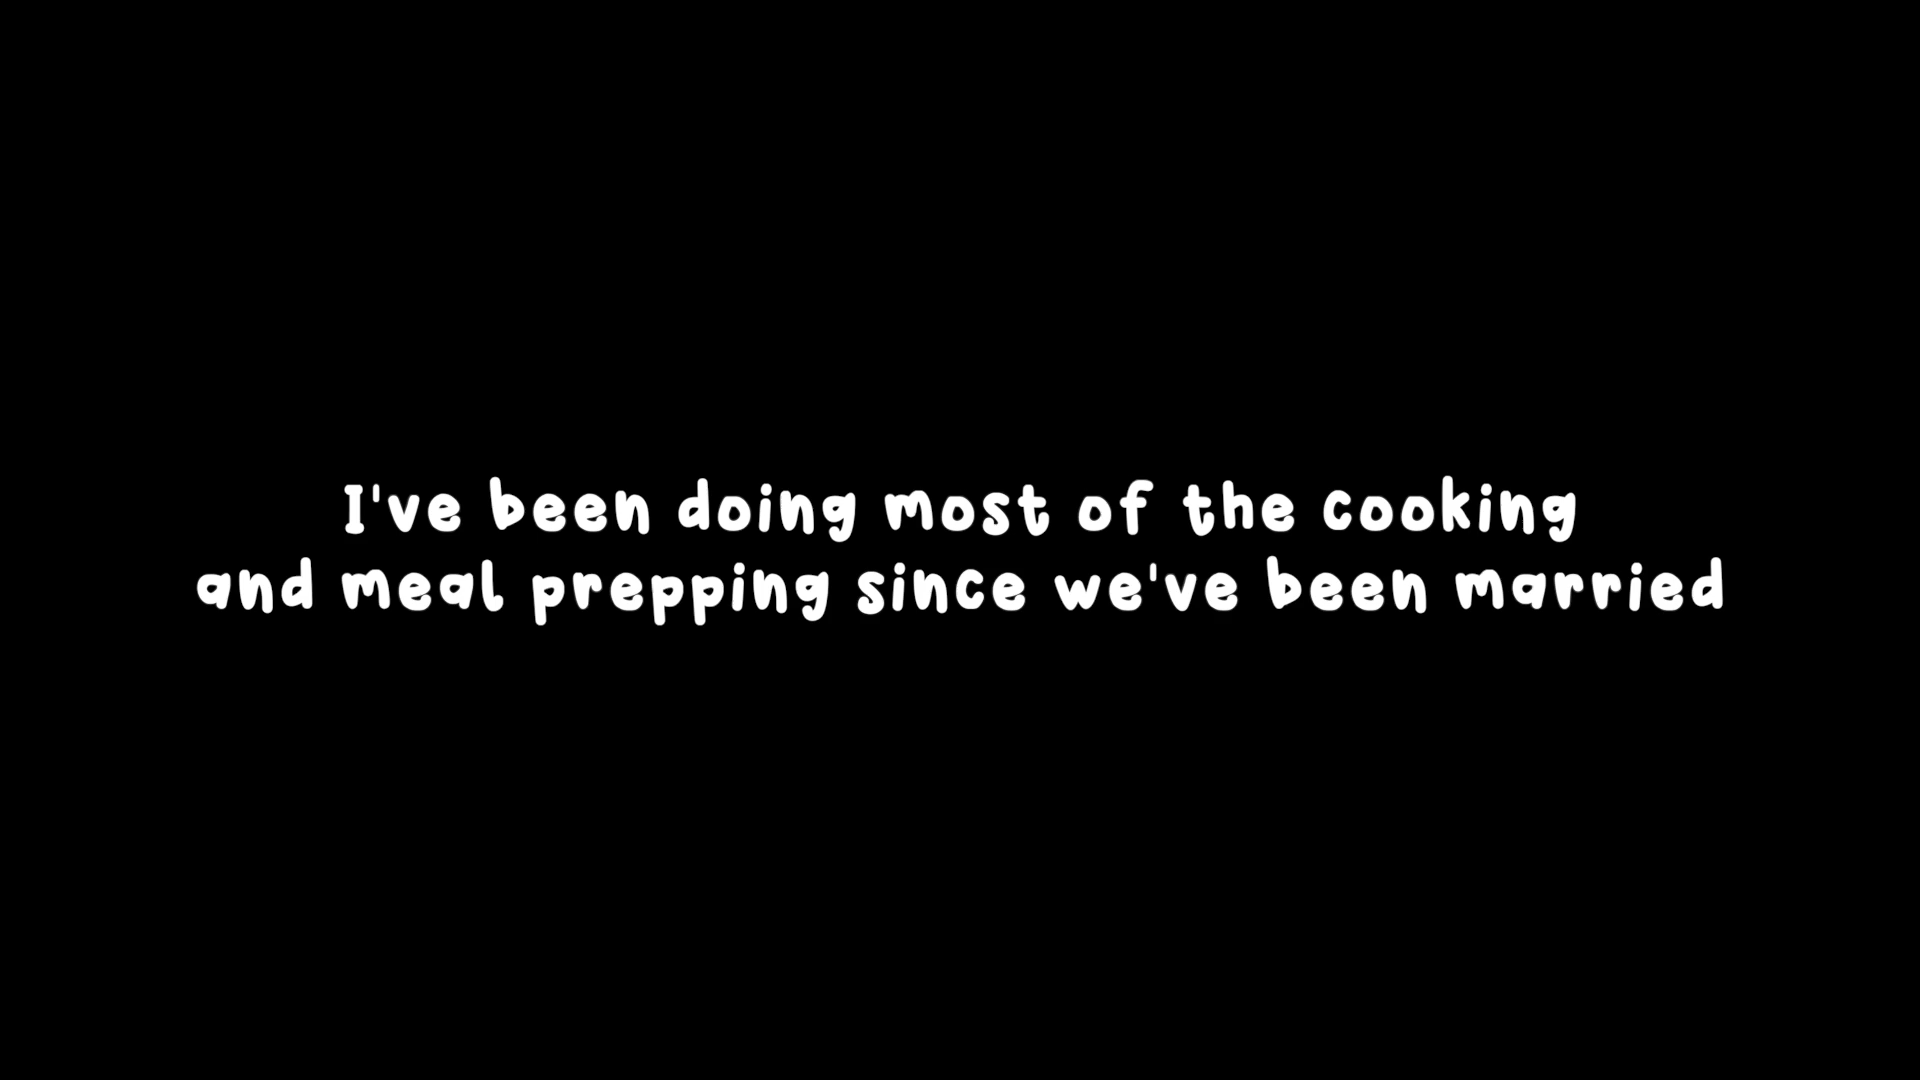 I've been doing most of the cooking
and meal prepping since we've been married